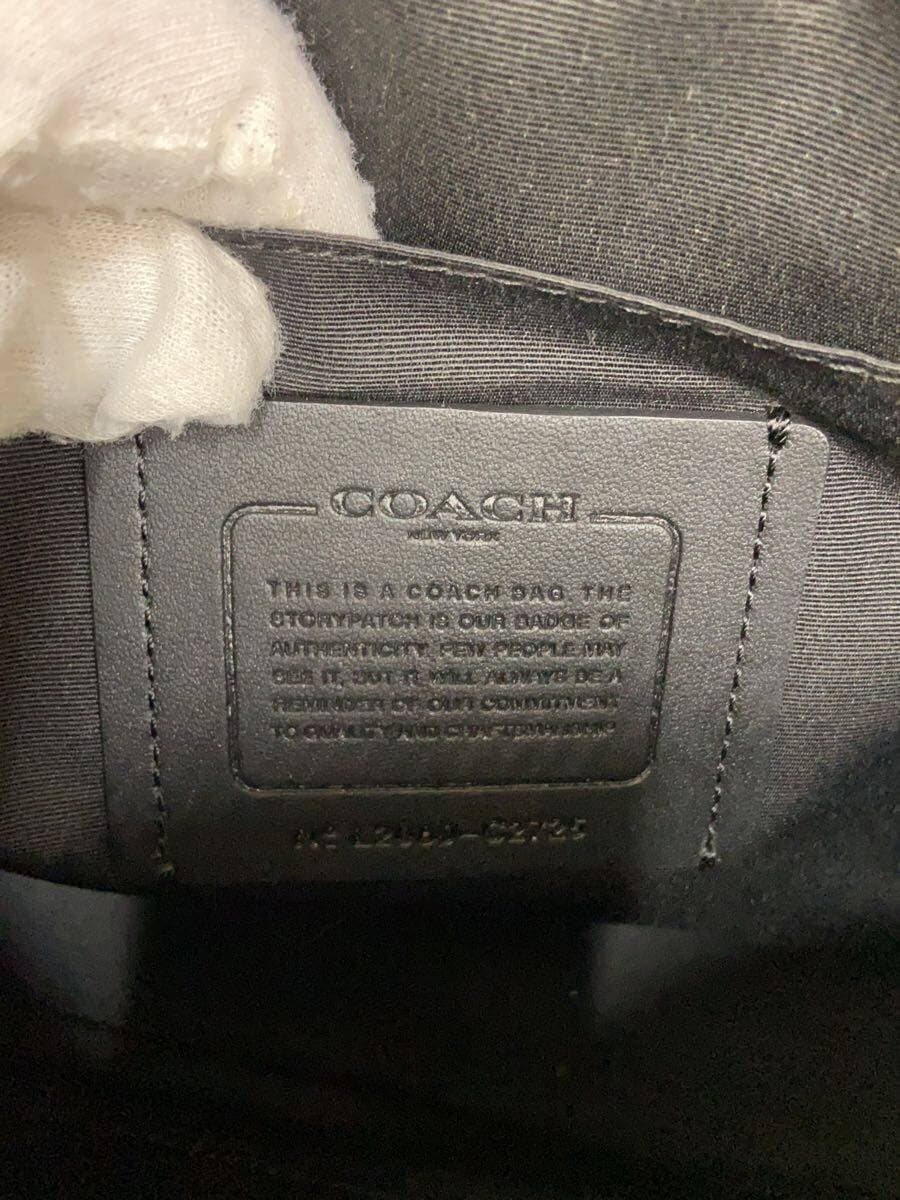 COACH
NEW YORK
THIS IS A COACH BAG. THE
STORYPATCH IS OUR BADGE OF
AUTHENTICITY. FEW PEOPLE MAY
SEE IT, BUT IT WILL ALWAYS BE A
REMINDER OF OUR COMMITMENT
TO QUALITY AND CRAFTSMANSHIP